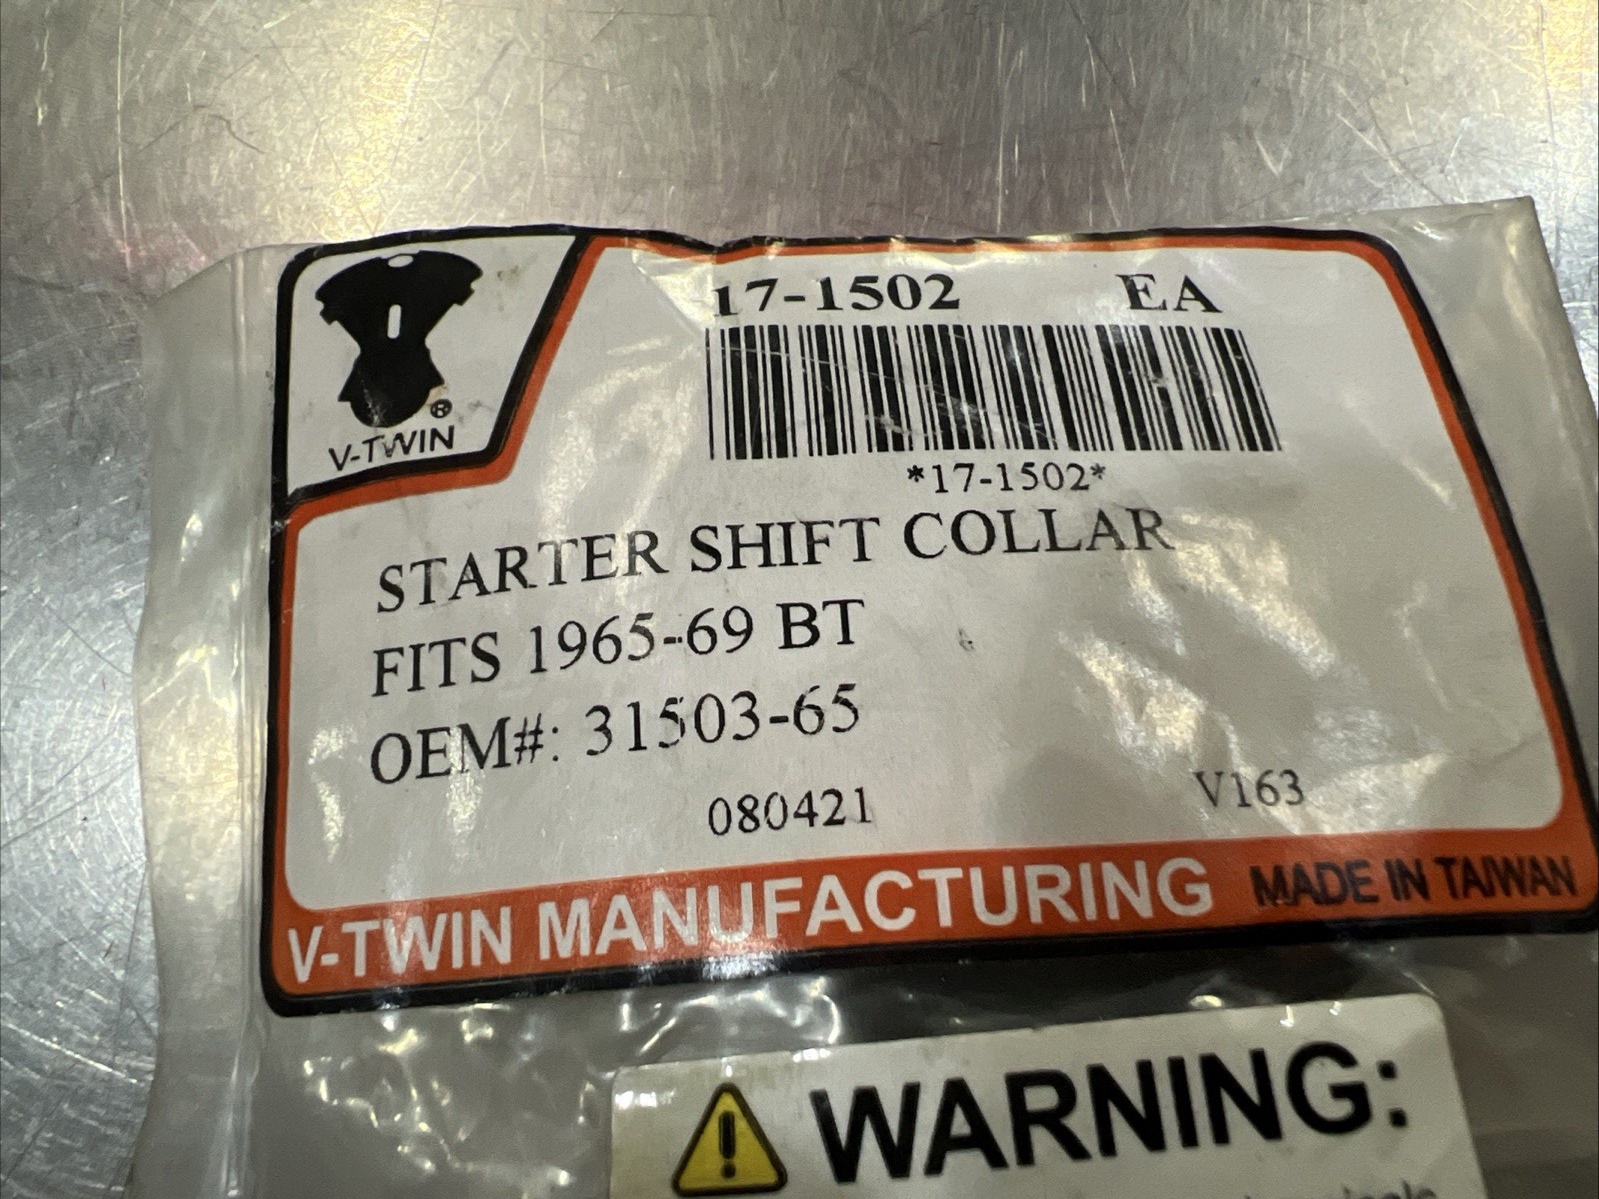 17-1502 EA
*17-1502*
® 
V-TWIN
STARTER SHIFT COLLAR
FITS 1965-69 BT
OEM#: 31503-65
080421 V163
V-TWIN MANUFACTURING MADE IN TAIWAN
WARNING: